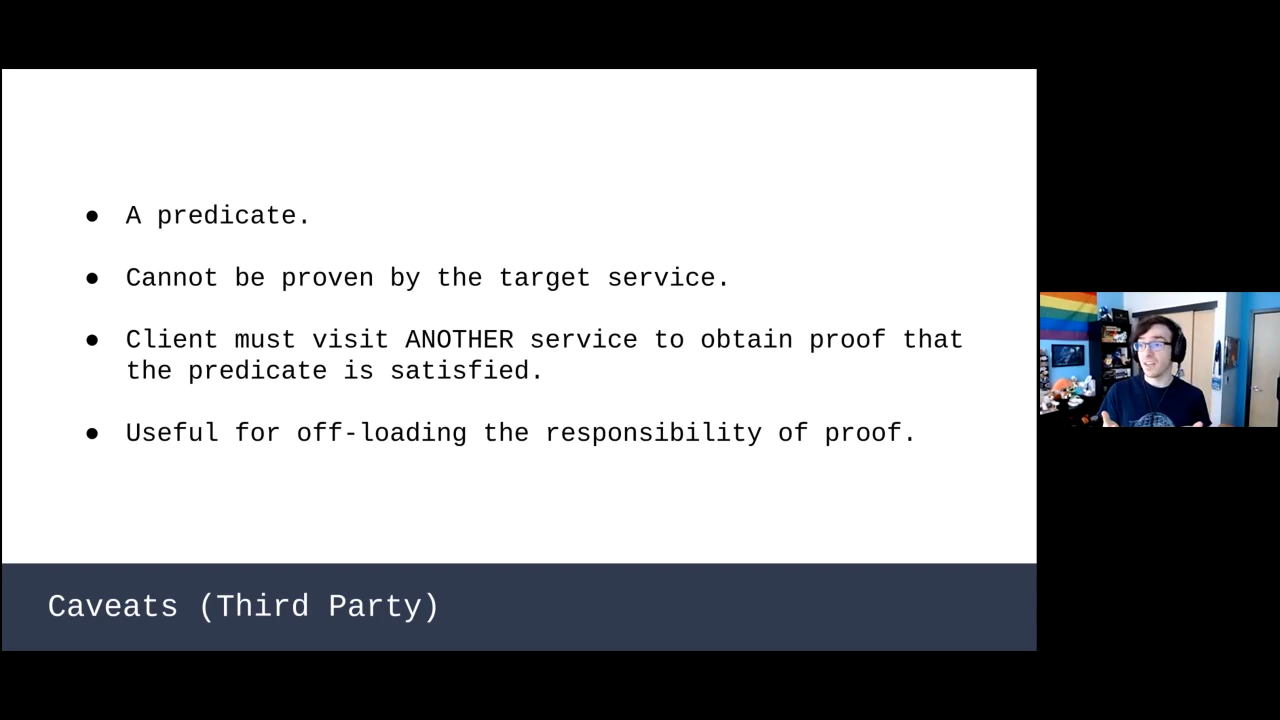 ● A predicate.
● Cannot be proven by the target service.
● Client must visit ANOTHER service to obtain proof that
the predicate is satisfied.
● Useful for off-loading the responsibility of proof.
Caveats (Third Party)